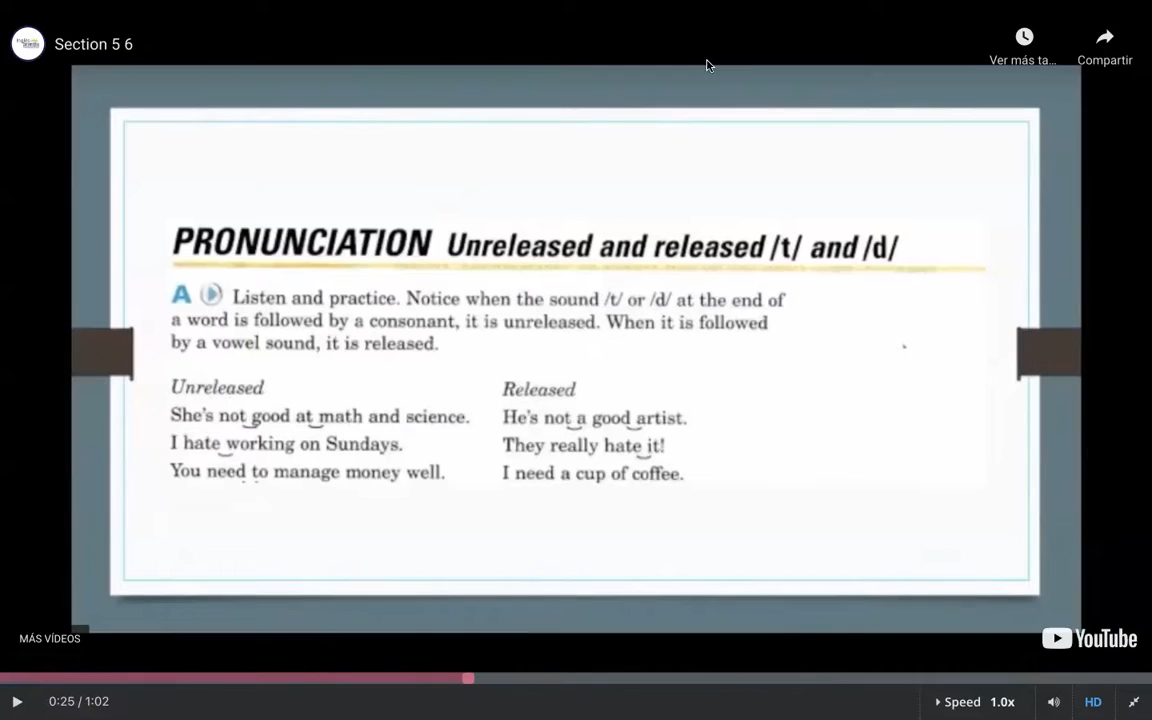 Section 5 6
Ver más ta...
Compartir
PRONUNCIATION Unreleased and released /t/ and /d/
A Listen and practice. Notice when the sound /t/ or /d/ at the end of
a word is followed by a consonant, it is unreleased. When it is followed
by a vowel sound, it is released.
Unreleased
She's not good at math and science.
I hate working on Sundays.
You need to manage money well.
Released
He's not a good artist.
They really hate it!
I need a cup of coffee.
MÁS VÍDEOS
YouTube
0:25 / 1:02
Speed 1.0x
HD